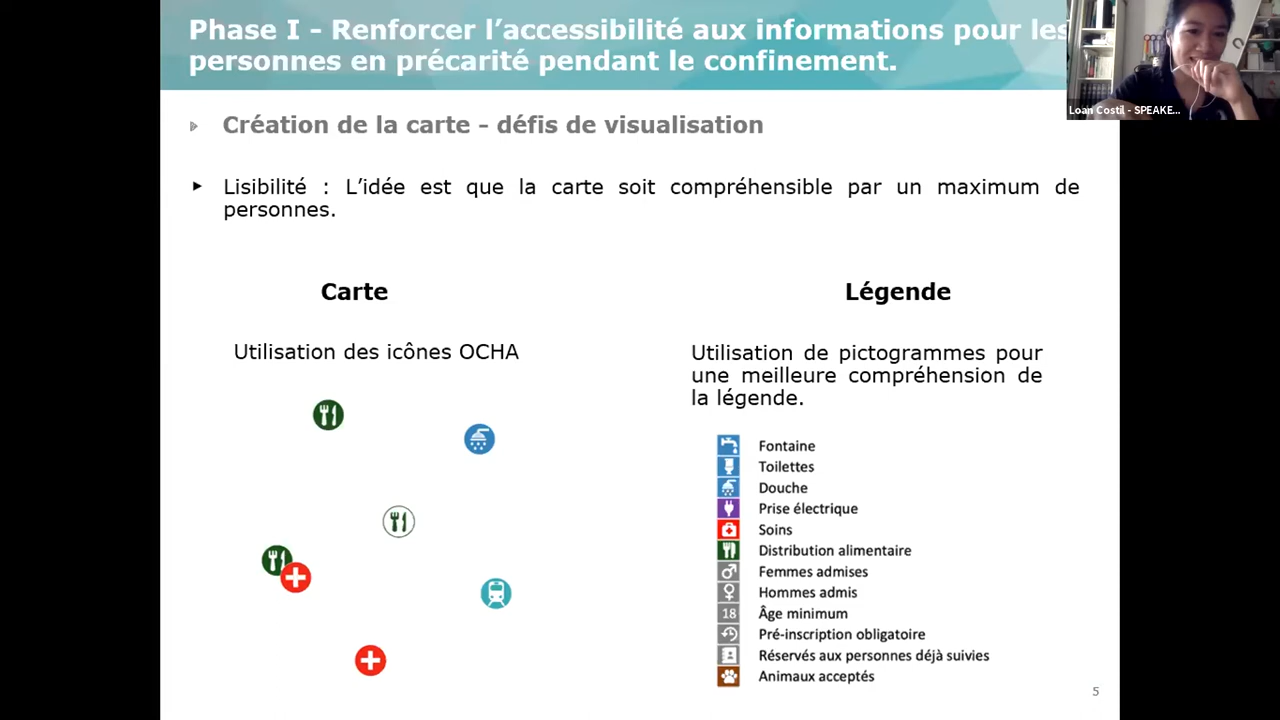 Phase I - Renforcer l'accessibilité aux informations pour les
personnes en précarité pendant le confinement.
Loan Costil - SPEAKE...
Création de la carte – défis de visualisation
Lisibilité : L'idée est que la carte soit compréhensible par un maximum de
personnes.
Carte
Utilisation des icônes OCHA
Légende
Utilisation de pictogrammes pour
une meilleure compréhension de
la légende.
Fontaine
Toilettes
Douche
Prise électrique
Soins
Distribution alimentaire
Femmes admises
Hommes admis
18 Âge minimum
Pré-inscription obligatoire
Réservés aux personnes déjà suivies
Animaux acceptés
5